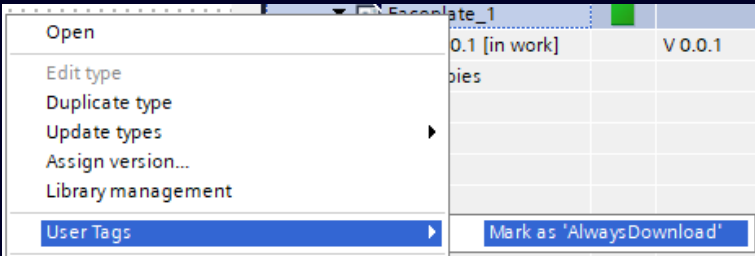 Faceplate_1
Open
0.1 [in work]
V 0.0.1
Edit type
pies
Duplicate type
Update types
Assign version...
Library management
User Tags
Mark as 'AlwaysDownload'